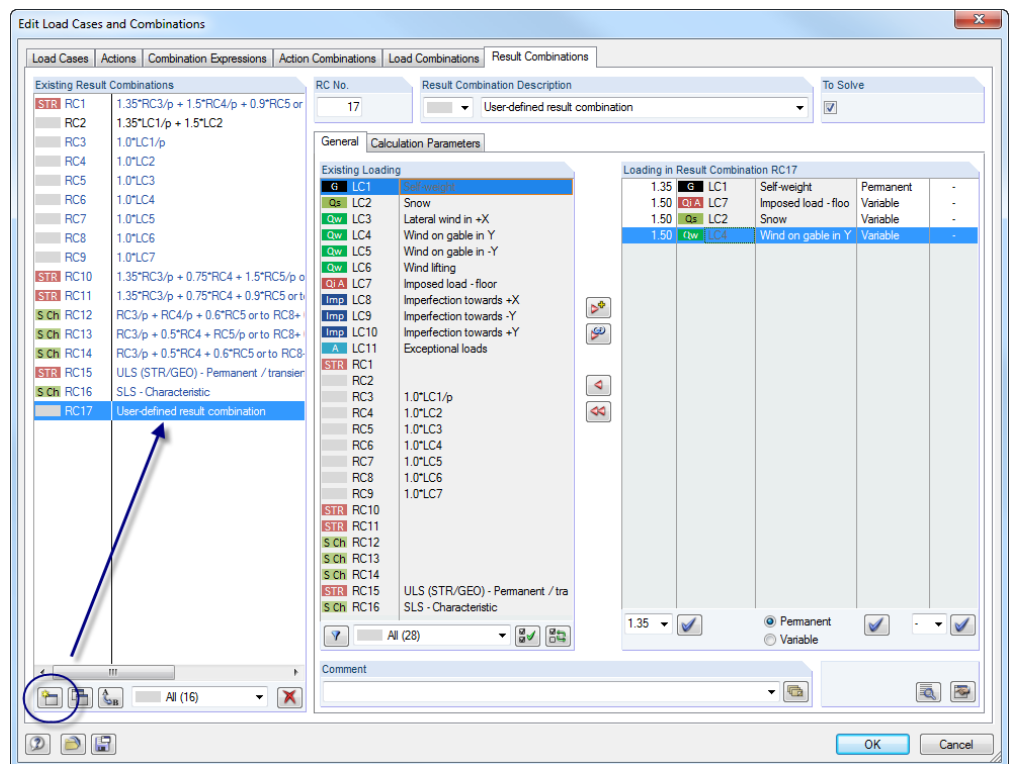 Edit Load Cases and Combinations
Load Cases Actions Combination Expressions Action Combinations Load Combinations Result Combinations
Existing Result Combinations
STR RC1 1.35*RC3/p + 1.5*RC4/p + 0.9*RC5 or
RC2 1.35*LC1/p + 1.5*LC2
RC3 1.0*LC1/p
RC4 1.0*LC2
RC5 1.0*LC3
RC6 1.0*LC4
RC7 1.0*LC5
RC8 1.0*LC6
RC9 1.0*LC7
STR RC10 1.35*RC3/p + 0.75*RC4 + 1.5*RC5/p o
STR RC11 1.35*RC3/p + 0.75*RC4 + 0.9*RC5 or t
S Ch RC12 RC3/p + RC4/p + 0.6*RC5 or to RC8+
S Ch RC13 RC3/p + 0.5*RC4 + RC5/p or to RC8+
S Ch RC14 RC3/p + 0.5*RC4 + 0.6*RC5 or to RC8-
STR RC15 ULS (STR/GEO) - Permanent / transier
S Ch RC16 SLS - Characteristic
RC17 User-defined result combination
All (16)
RC No.
17
Result Combination Description
User-defined result combination
To Solve
General Calculation Parameters
Existing Loading
G LC1 Self-weight
Qs LC2 Snow
Qw LC3 Lateral wind in +X
Qw LC4 Wind on gable in Y
Qw LC5 Wind on gable in -Y
Qw LC6 Wind lifting
Qi A LC7 Imposed load - floor
Imp LC8 Imperfection towards +X
Imp LC9 Imperfection towards -Y
Imp LC10 Imperfection towards +Y
A LC11 Exceptional loads
STR RC1
RC2
RC3 1.0*LC1/p
RC4 1.0*LC2
RC5 1.0*LC3
RC6 1.0*LC4
RC7 1.0*LC5
RC8 1.0*LC6
RC9 1.0*LC7
STR RC10
STR RC11
S Ch RC12
S Ch RC13
S Ch RC14
STR RC15 ULS (STR/GEO) - Permanent / tra
S Ch RC16 SLS - Characteristic
All (28)
Loading in Result Combination RC17
1.35 G LC1 Self-weight Permanent -
1.50 Qi A LC7 Imposed load - floo Variable -
1.50 Qs LC2 Snow Variable -
1.50 Qw LC4 Wind on gable in Y Variable -
1.35 Permanent -
Variable
Comment
OK Cancel